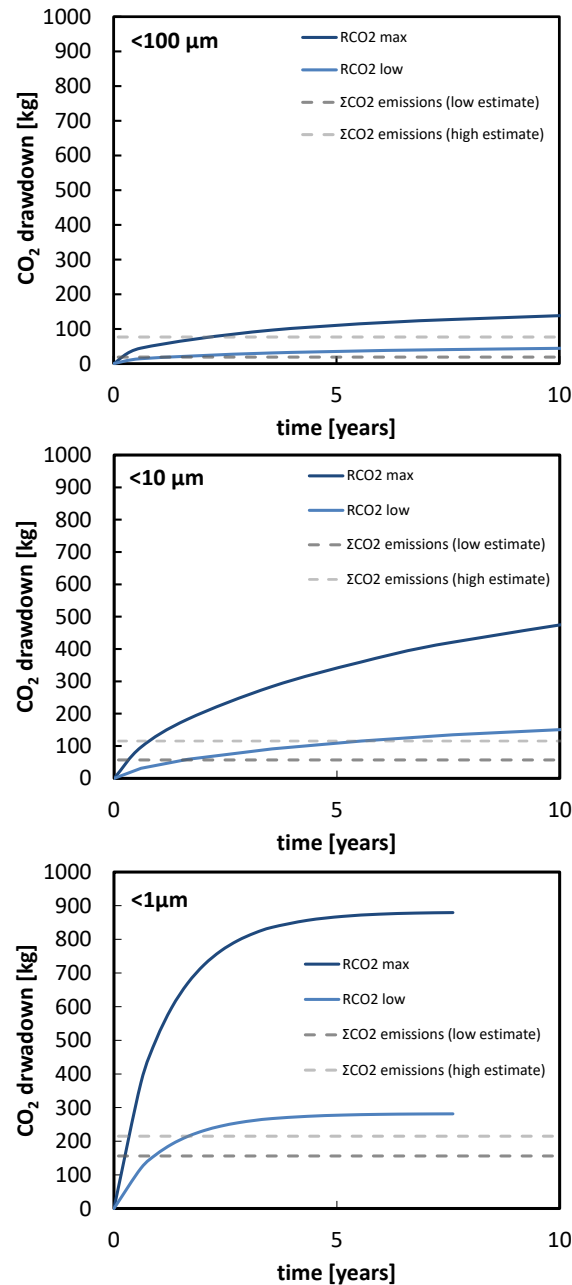 <100 µm
RCO2 max
RCO2 low
ΣCO2 emissions (low estimate)
ΣCO2 emissions (high estimate)
CO₂ drawdown [kg]
1000
900
800
700
600
500
400
300
200
100
0
0
5
10
time [years]
<10 µm
RCO2 max
RCO2 low
ΣCO2 emissions (low estimate)
ΣCO2 emissions (high estimate)
CO₂ drawdown [kg]
1000
900
800
700
600
500
400
300
200
100
0
0
5
10
time [years]
<1µm
RCO2 max
RCO2 low
ΣCO2 emissions (low estimate)
ΣCO2 emissions (high estimate)
CO₂ drwadown [kg]
1000
900
800
700
600
500
400
300
200
100
0
0
5
10
time [years]